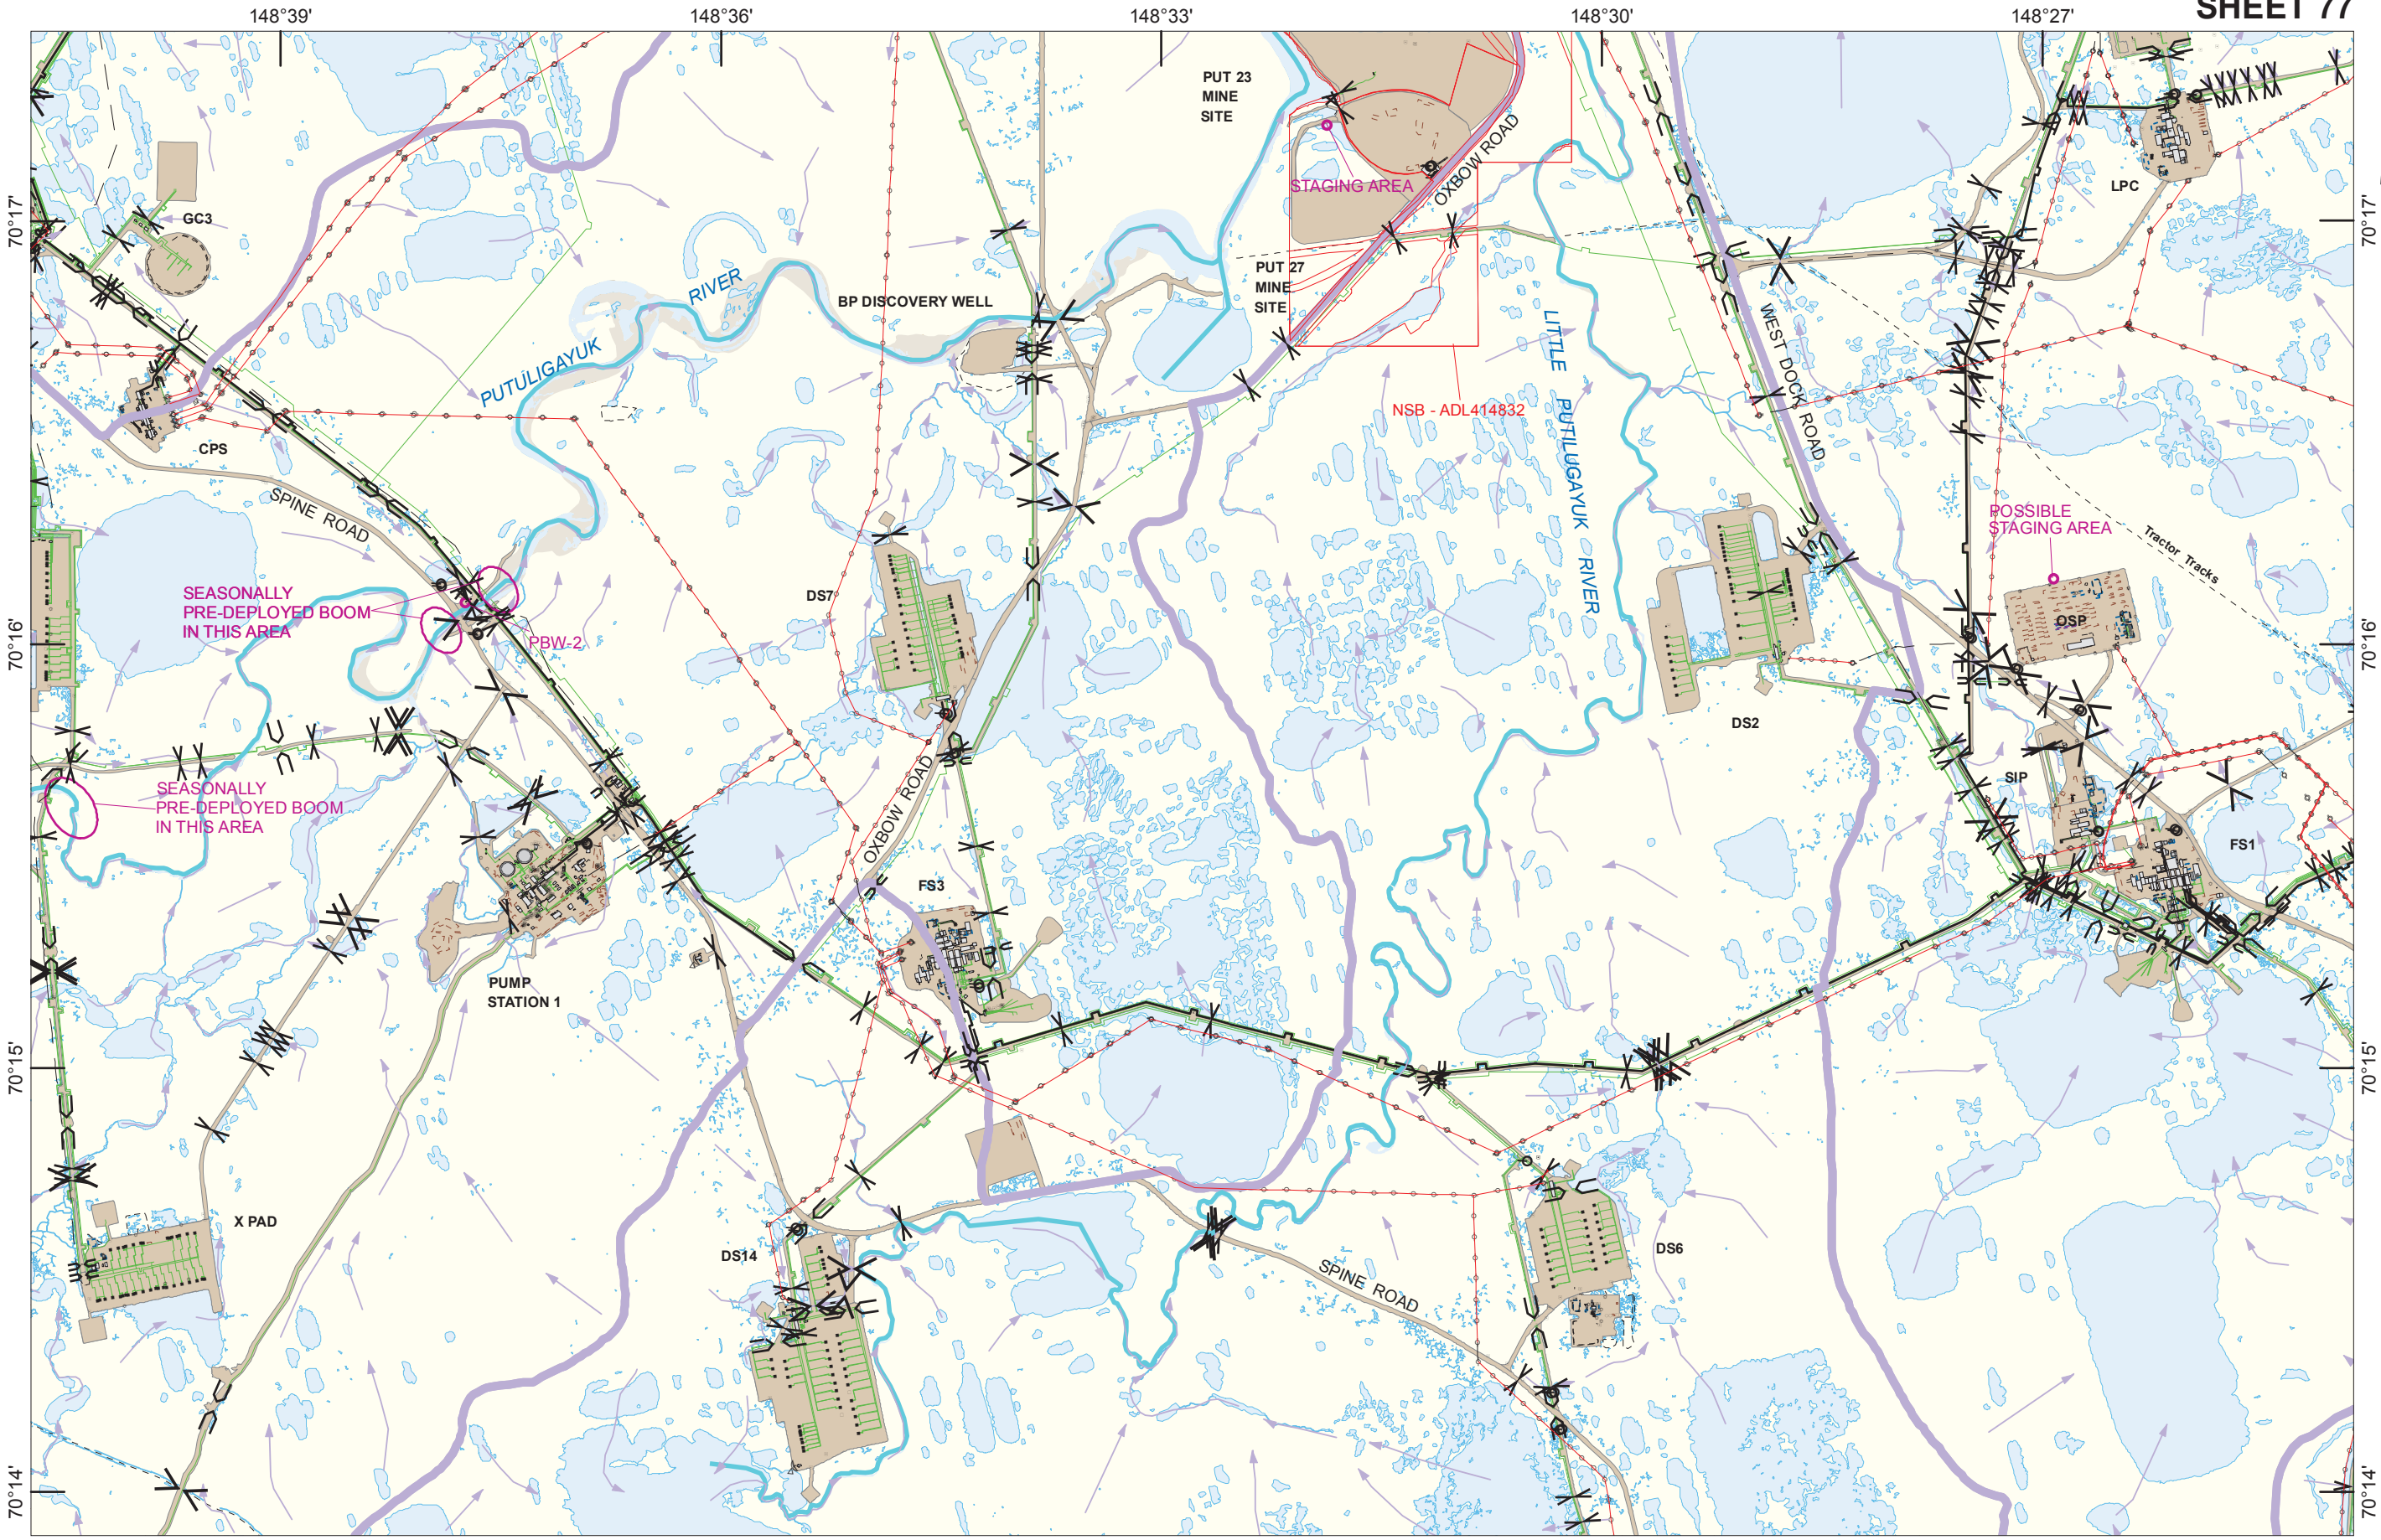 SHEET 77
148°39'
148°36'
148°33'
148°30'
148°27'
PUT 23
MINE
SITE
STAGING AREA
OXBOW ROAD
LPC
70°17'
GC3
70°17'
RIVER
BP DISCOVERY WELL
PUT 27
MINE
SITE
PUTULIGAYUK
LITTLE PUTULIGAYUK RIVER
WEST DOCK ROAD
NSB - ADL414832
CPS
SPINE ROAD
POSSIBLE
STAGING AREA
Tractor Tracks
SEASONALLY
PRE-DEPLOYED BOOM
IN THIS AREA
PBW-2
DS7
OSP
70°16'
70°16'
DS2
SIP
SEASONALLY
PRE-DEPLOYED BOOM
IN THIS AREA
OXBOW ROAD
FS1
FS3
PUMP
STATION 1
70°15'
70°15'
X PAD
DS14
DS6
SPINE ROAD
70°14'
70°14'